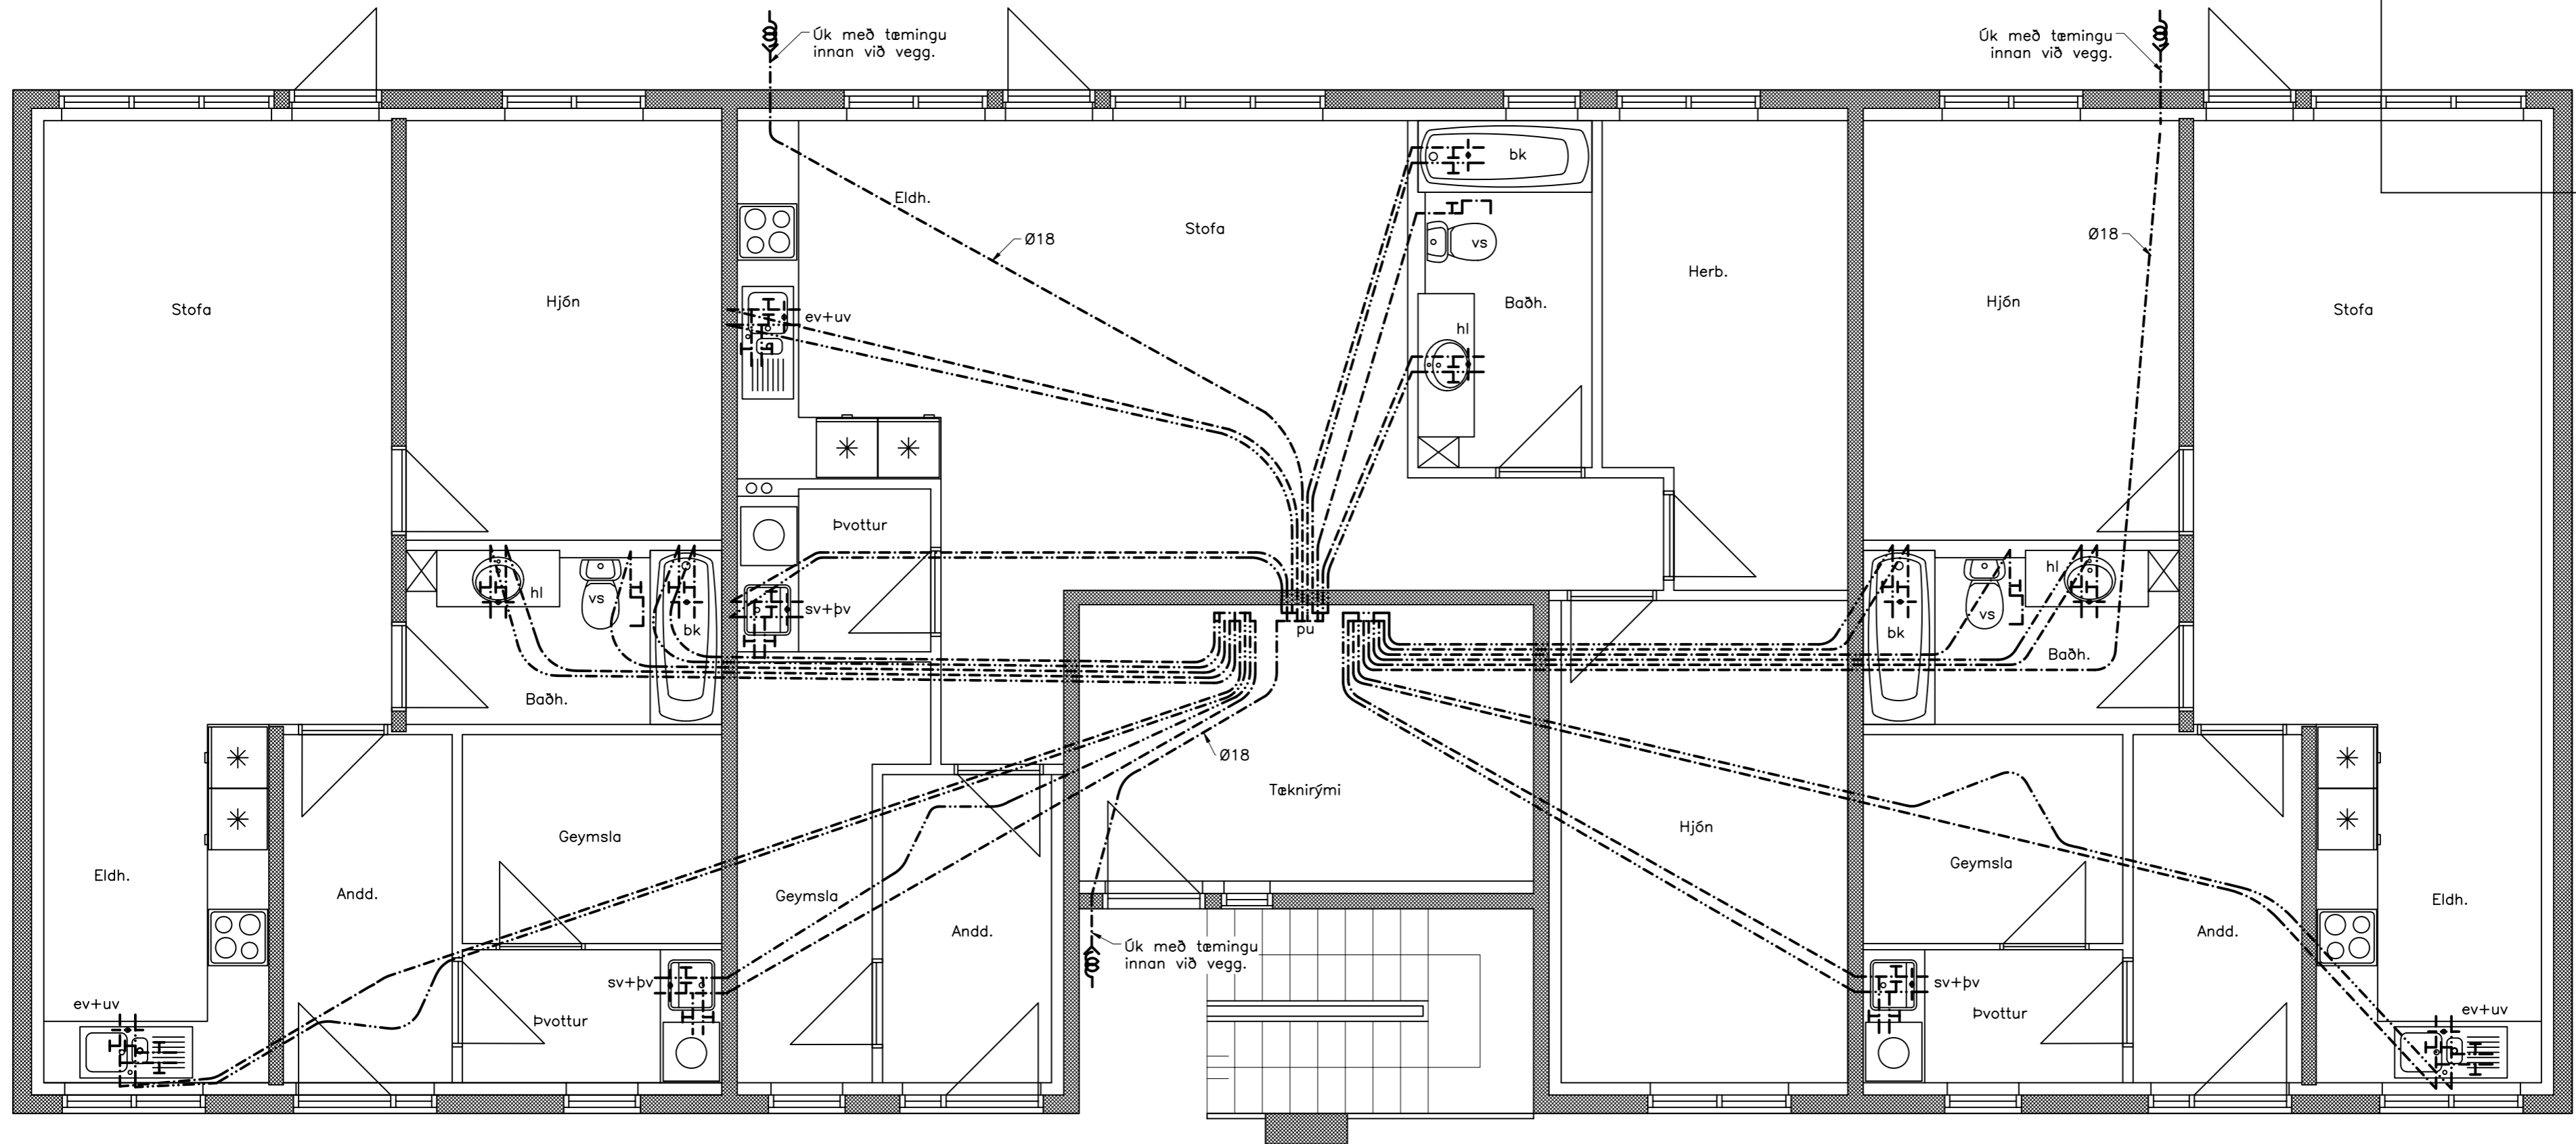 Úk með tæmingu
innan við vegg.
Úk með tæmingu
innan við vegg.
bk
Eldh.
Stofa
vs
Ø18
Ø18
Herb.
Stofa
Hjón
Baðh.
Hjón
Stofa
ev+uv
hl
Þvottur
hl
vs
bk
sv+þv
pu
hl
vs
bk
Baðh.
Baðh.
Ø18
Tæknirými
Geymsla
Hjón
Geymsla
Eldh.
Andd.
Geymsla
Eldh.
Andd.
Andd.
Úk með tæmingu
innan við vegg.
sv+þv
sv+þv
ev+uv
Þvottur
Þvottur
ev+uv